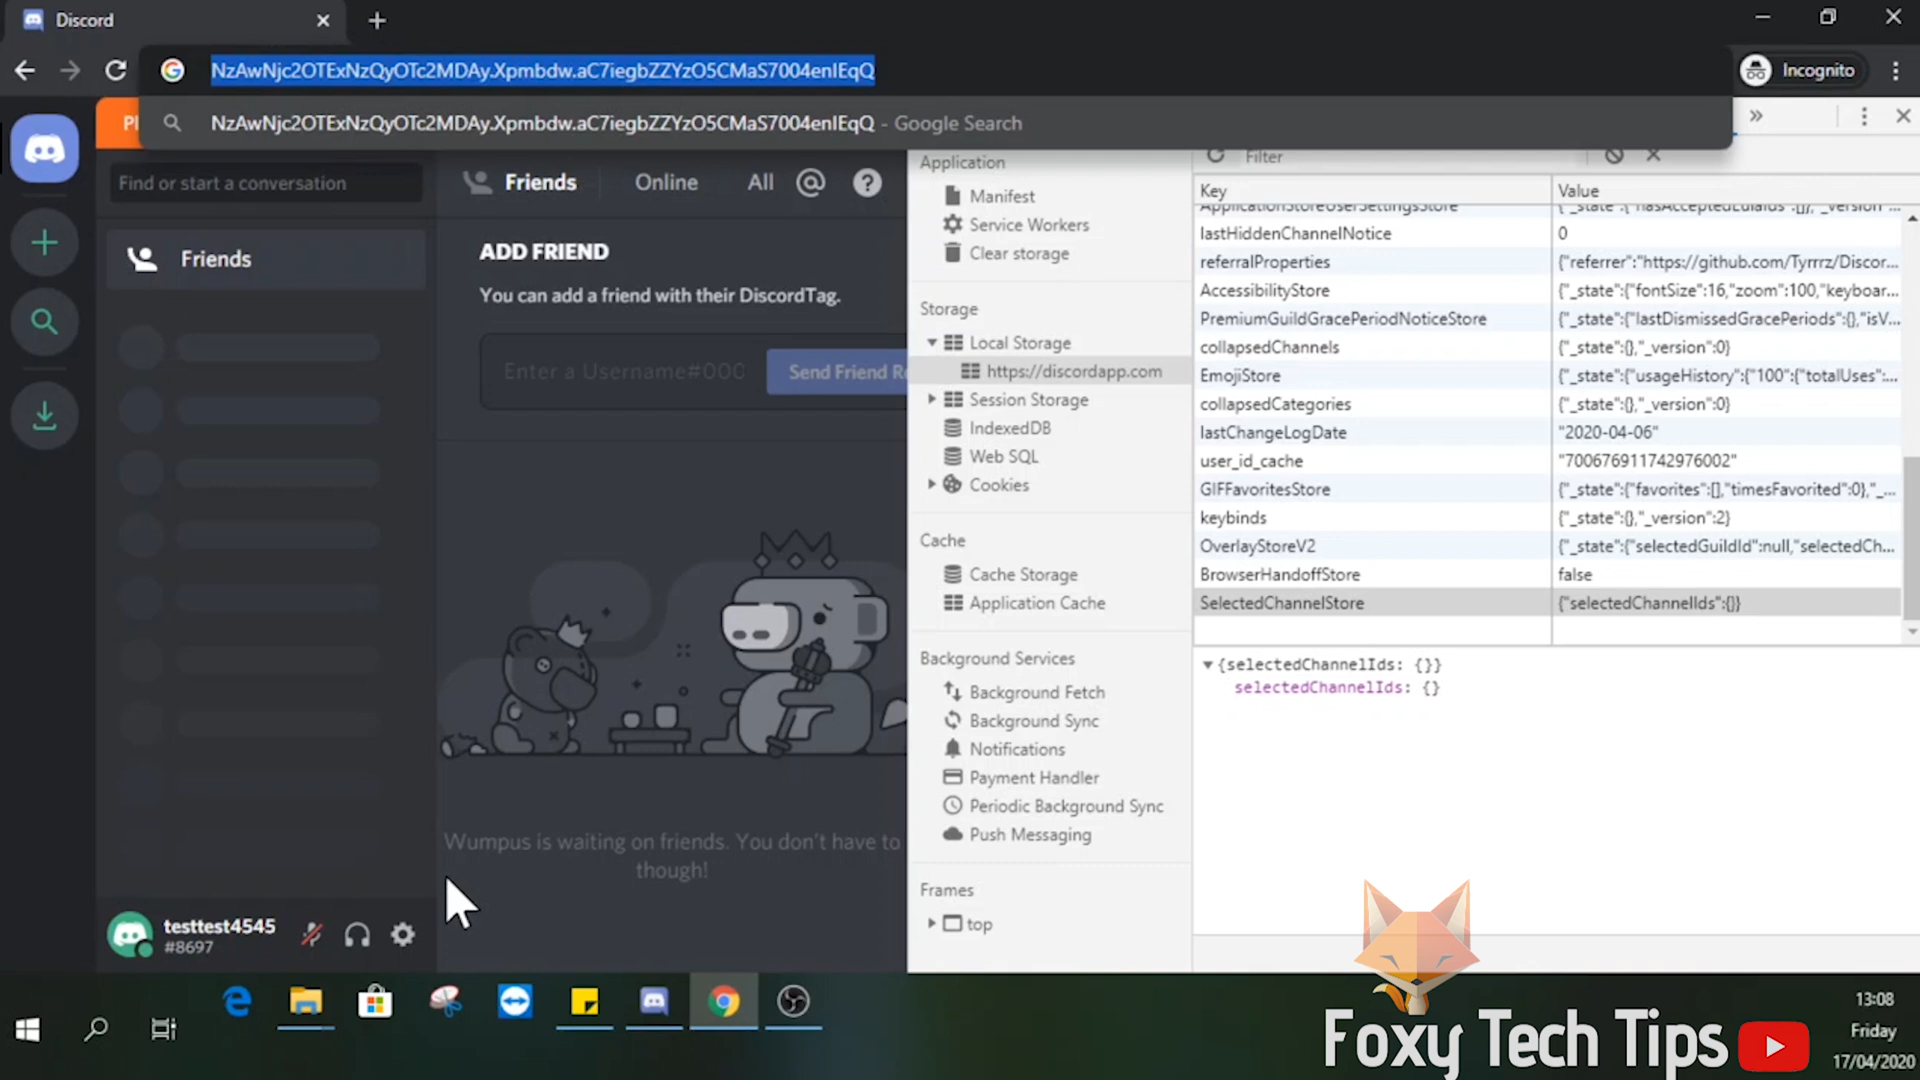 Discord
NzAwNjc2OTExNzQyOTc2MDAy.Xpmbdw.aC7iegbZZYzO5CMaS7004enIEqQ
Incognito
NzAwNjc2OTExNzQyOTc2MDAy.Xpmbdw.aC7iegbZZYzO5CMaS7004enIEqQ - Google Search
Find or start a conversation
Friends
Online
All
Friends
ADD FRIEND
You can add a friend with their DiscordTag.
Enter a Username#000
Send Friend Re
Wumpus is waiting on friends. You don't have to
though!
testtest4545
#8697
Application
Manifest
Service Workers
Clear storage
Storage
Local Storage
https://discordapp.com
Session Storage
IndexedDB
Web SQL
Cookies
Cache
Cache Storage
Application Cache
Background Services
Background Fetch
Background Sync
Notifications
Payment Handler
Periodic Background Sync
Push Messaging
Frames
top
Filter
Key Value
ApplicationStoreUserSettingsStore {"_state":{"hasAcceptedEulaIds":[]},"_version"...
lastHiddenChannelNotice 0
referralProperties {"referrer":"https://github.com/Tyrrrz/Discor...
AccessibilityStore {"_state":{"fontSize":16,"zoom":100,"keyboar...
PremiumGuildGracePeriodNoticeStore {"_state":{"lastDismissedGracePeriods":{},"isV...
collapsedChannels {"_state":{},"_version":0}
EmojiStore {"_state":{"usageHistory":{"100":{"totalUses":...
collapsedCategories {"_state":{},"_version":0}
lastChangeLogDate "2020-04-06"
user_id_cache "700676911742976002"
GIFFavoritesStore {"_state":{"favorites":[],"timesFavorited":0},"_...
keybinds {"_state":{},"_version":2}
OverlayStoreV2 {"_state":{"selectedGuildId":null,"selectedCh...
BrowserHandoffStore false
SelectedChannelStore {"selectedChannelIds":{}}
{selectedChannelIds: {}}
selectedChannelIds: {}
Foxy Tech Tips
13:08
Friday
17/04/2020